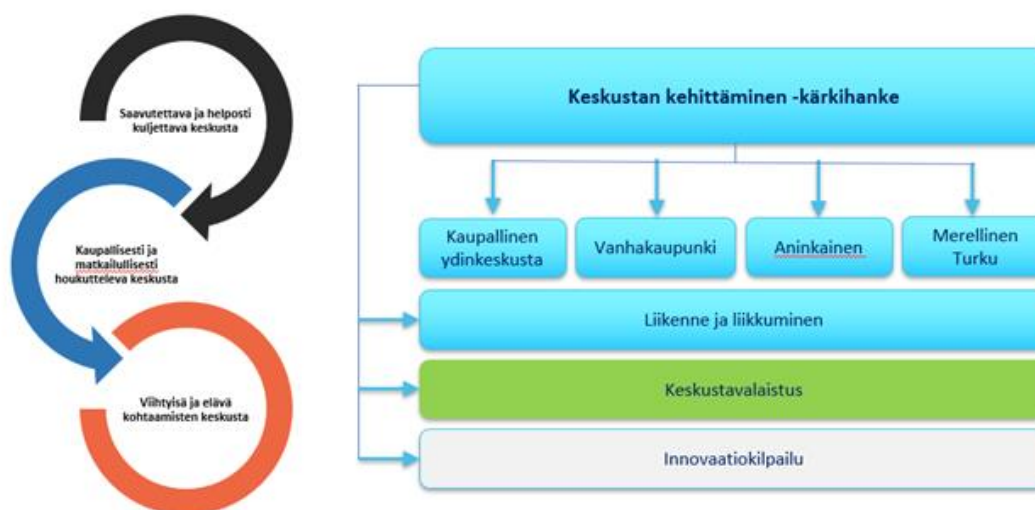 Saavutettava ja helposti
kuljettava keskusta
Kaupallisesti ja
matkailullisesti
houkutteleva keskusta
Viihtyisä ja elävä
kohtaamisten keskusta
Keskustan kehittäminen -kärkihanke
Kaupallinen
ydinkeskusta
Vanhakaupunki
Aninkainen
Merellinen
Turku
Liikenne ja liikkuminen
Keskustavalaistus
Innovaatiokilpailu